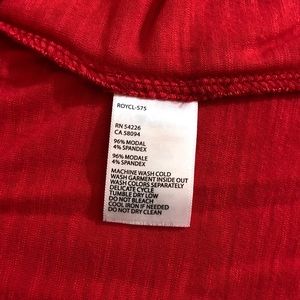 ROYCL-575
RN 54226
CA 58094
96% MODAL
4% SPANDEX
96% MODALE
4% SPANDEX
MACHINE WASH COLD
WASH GARMENT INSIDE OUT
WASH COLORS SEPARATELY
DELICATE CYCLE
TUMBLE DRY LOW
DO NOT BLEACH
COOL IRON IF NEEDED
DO NOT DRY CLEAN